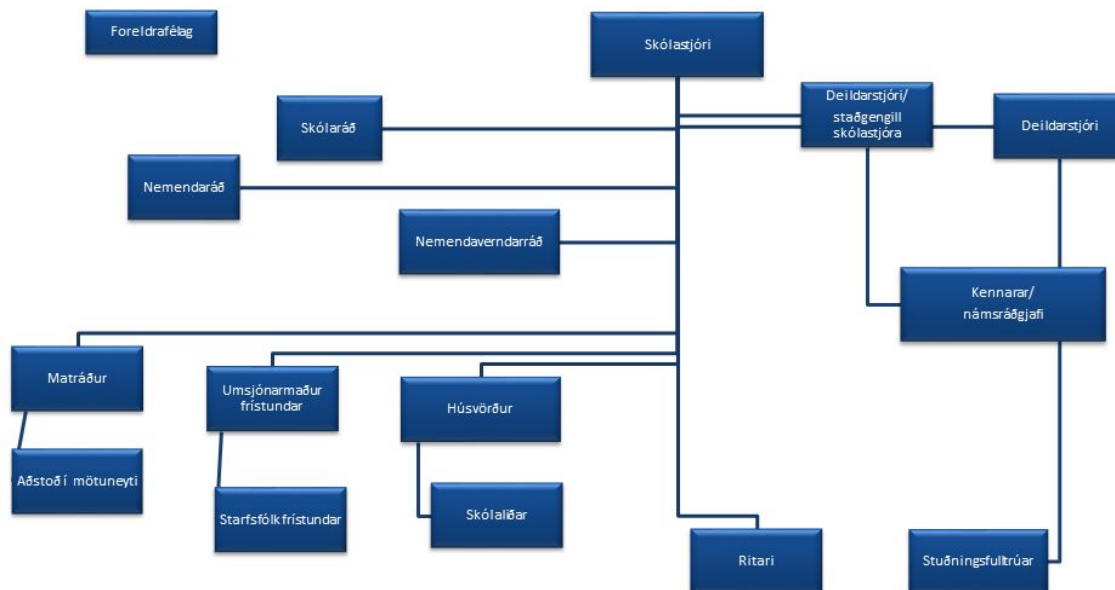 Foreldrafélag
Skólastjóri
Deildarstjóri/
staðgengill
skólastjóra
Deildarstjóri
Skólaráð
Nemendaráð
Nemendaverndarráð
Kennarar/
námsráðgjafi
Matráður
Umsjónarmaður
frístundar
Húsvörður
Aðstoð í mötuneyti
Starfsfólk frístundar
Skólaliðar
Ritari
Stuðningsfulltrúar